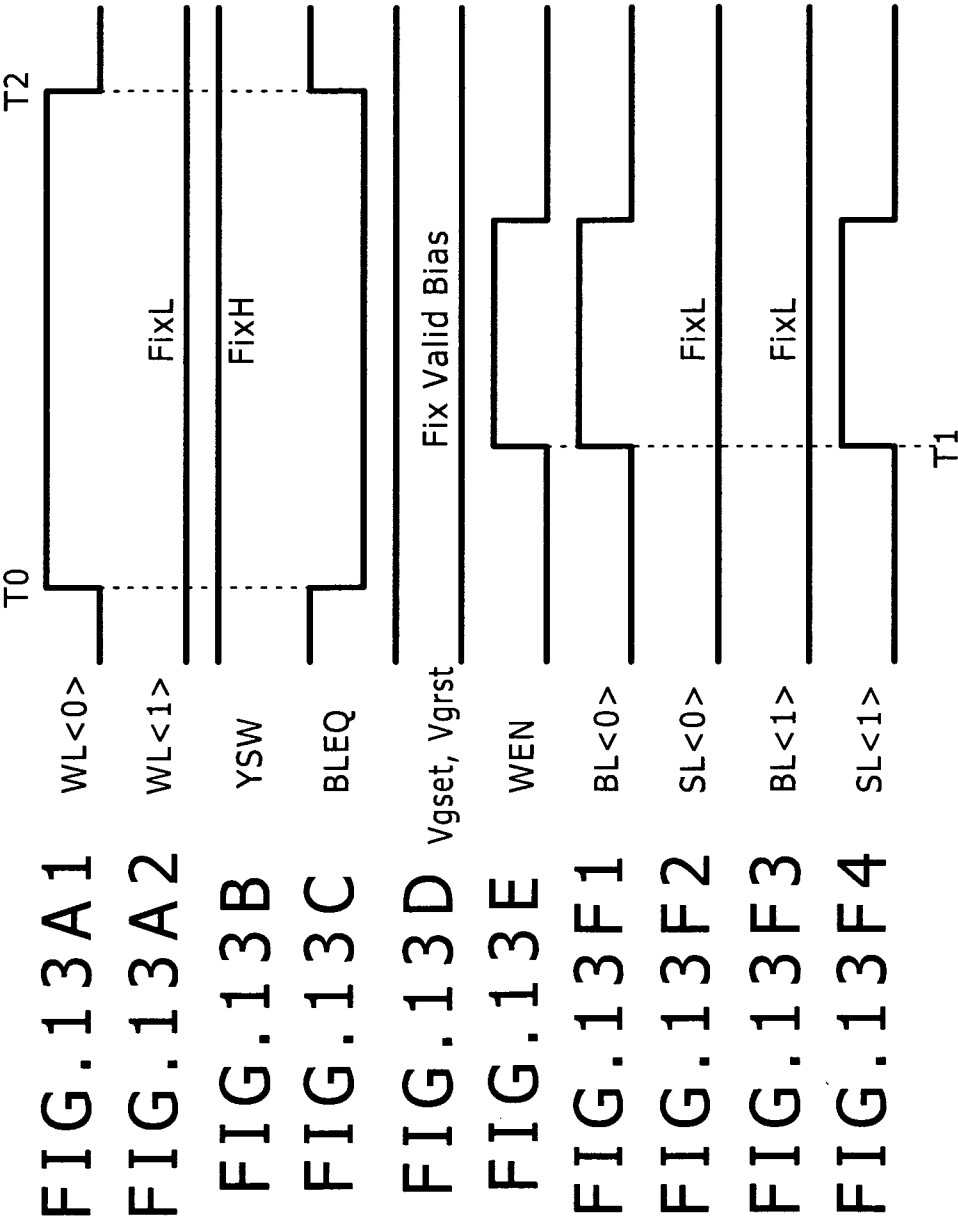 T0 T2
FIG.13A1 WL<0>
FIG.13A2 WL<1> FixL
FIG.13B YSW FixH
FIG.13C BLEQ
FIG.13D Vgset, Vgrst Fix Valid Bias
FIG.13E WEN
FIG.13F1 BL<0>
FIG.13F2 SL<0> FixL
FIG.13F3 BL<1> FixL
FIG.13F4 SL<1>
T1